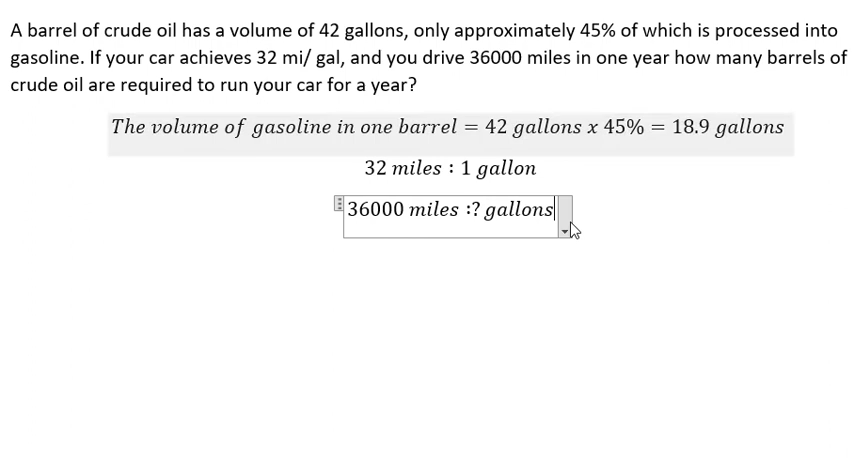 A barrel of crude oil has a volume of 42 gallons, only approximately 45% of which is processed into
gasoline. If your car achieves 32 mi/ gal, and you drive 36000 miles in one year how many barrels of
crude oil are required to run your car for a year?
The volume of gasoline in one barrel = 42 gallons x 45% = 18.9 gallons
32 miles : 1 gallon
36000 miles :? gallons